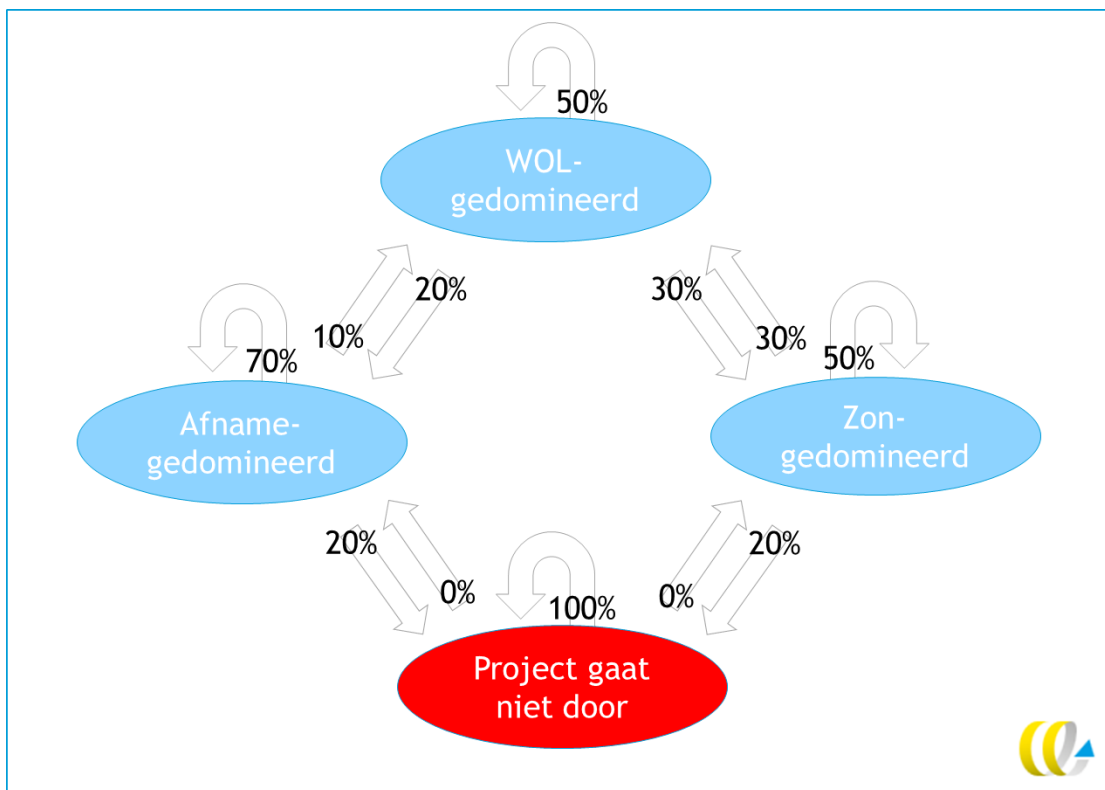 50%
WOL-
gedomineerd
20%
30%
10%
30%
70%
50%
Afname-
gedomineerd
Zon-
gedomineerd
20%
20%
0%
100%
0%
Project gaat
niet door